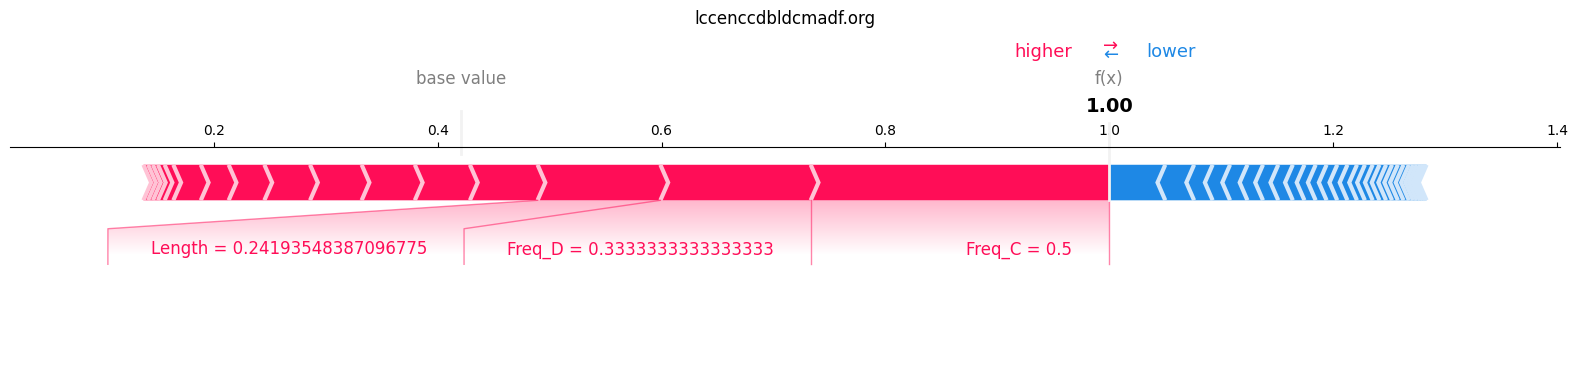 lccenccdbldcmadf.org
higher → ← lower
base value f(x)
1.00
0.2 0.4 0.6 0.8 1.0 1.2 1.4
Length = 0.24193548387096775 Freq_D = 0.3333333333333333 Freq_C = 0.5